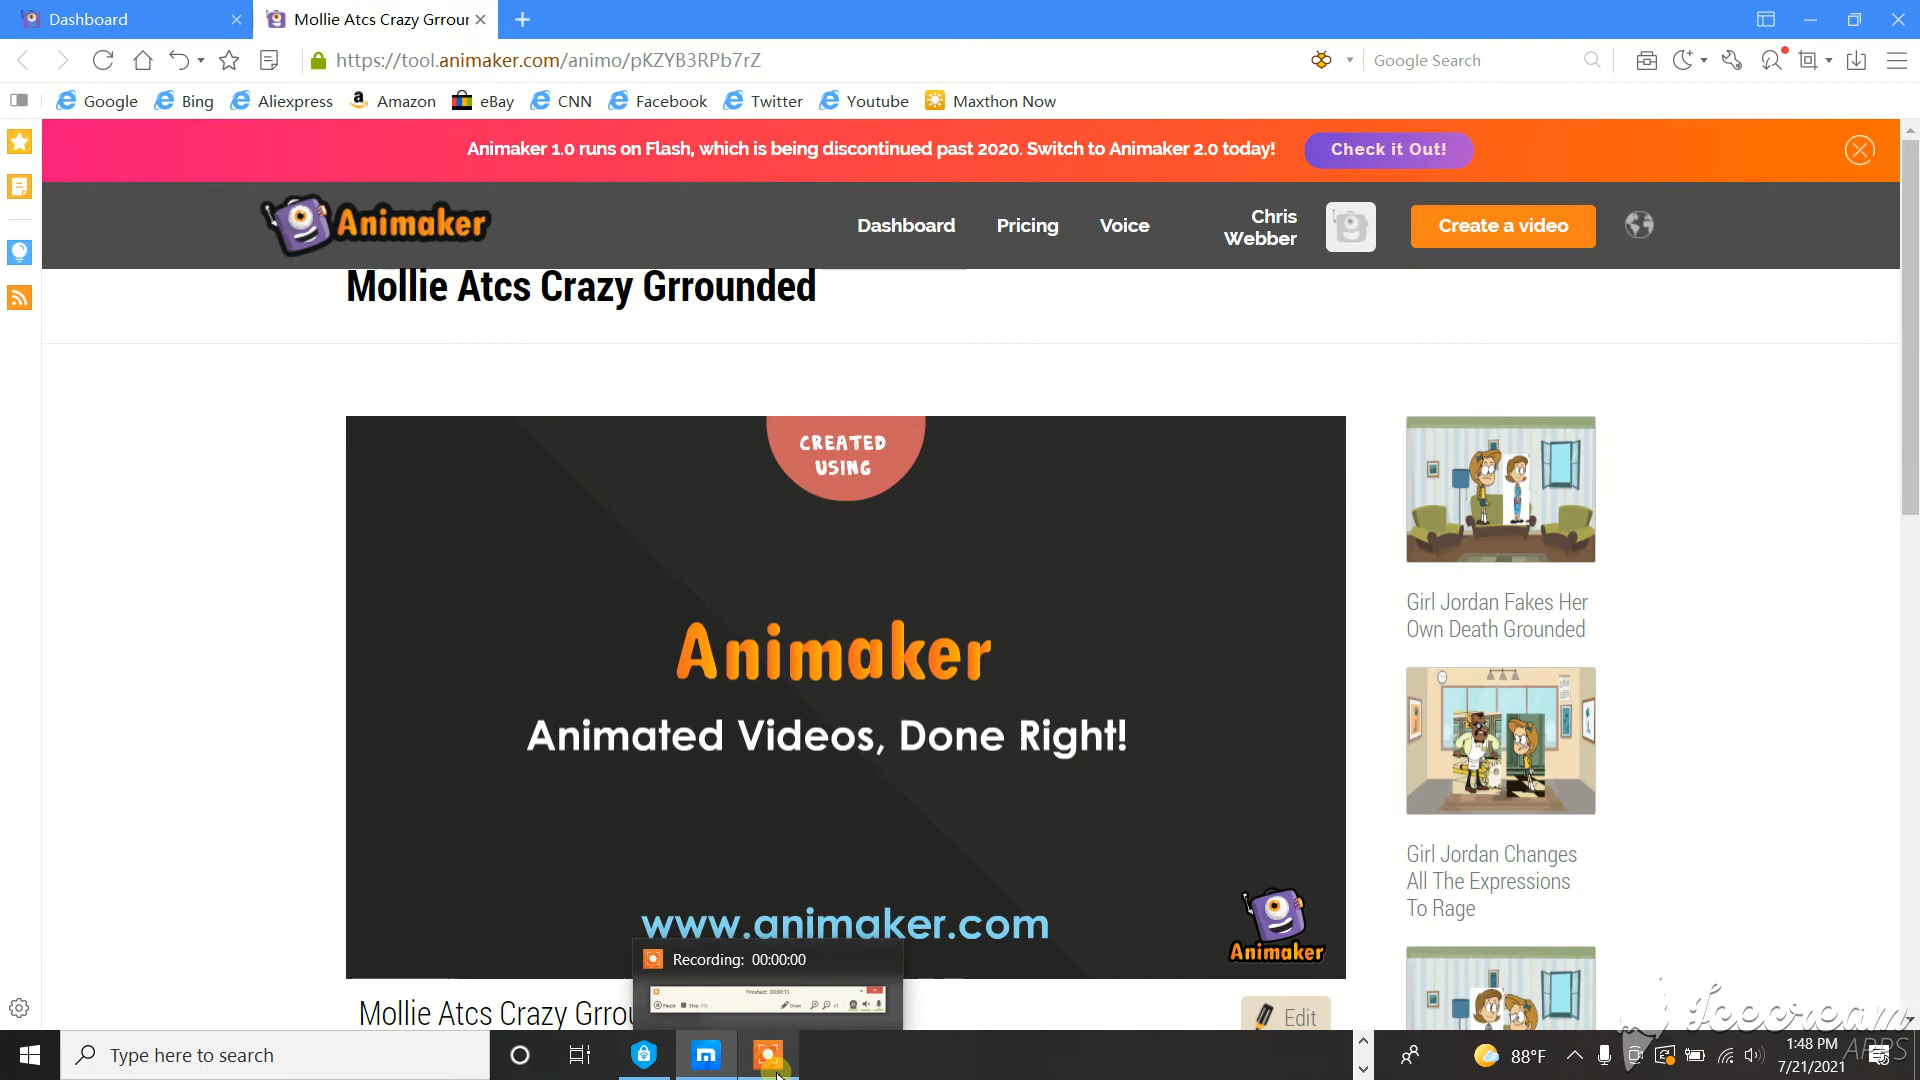 Dashboard
Mollie Atcs Crazy Grrour
https://tool.animaker.com/animo/pKZYB3RPb7rZ
Google Search
Google
Bing
Aliexpress
Amazon
eBay
CNN
Facebook
Twitter
Youtube
Maxthon Now
Animaker 1.0 runs on Flash, which is being discontinued past 2020. Switch to Animaker 2.0 today!
Check it Out!
Animaker
Dashboard
Pricing
Voice
Chris
Webber
Create a video
Mollie Atcs Crazy Grrounded
CREATED
USING
Animaker
Animated Videos, Done Right!
www.animaker.com
Animaker
Girl Jordan Fakes Her
Own Death Grounded
Girl Jordan Changes
All The Expressions
To Rage
Recording: 00:00:00
Mollie Atcs Crazy Grrou
Edit
Icecream
APPS
Type here to search
88°F
1:48 PM
7/21/2021